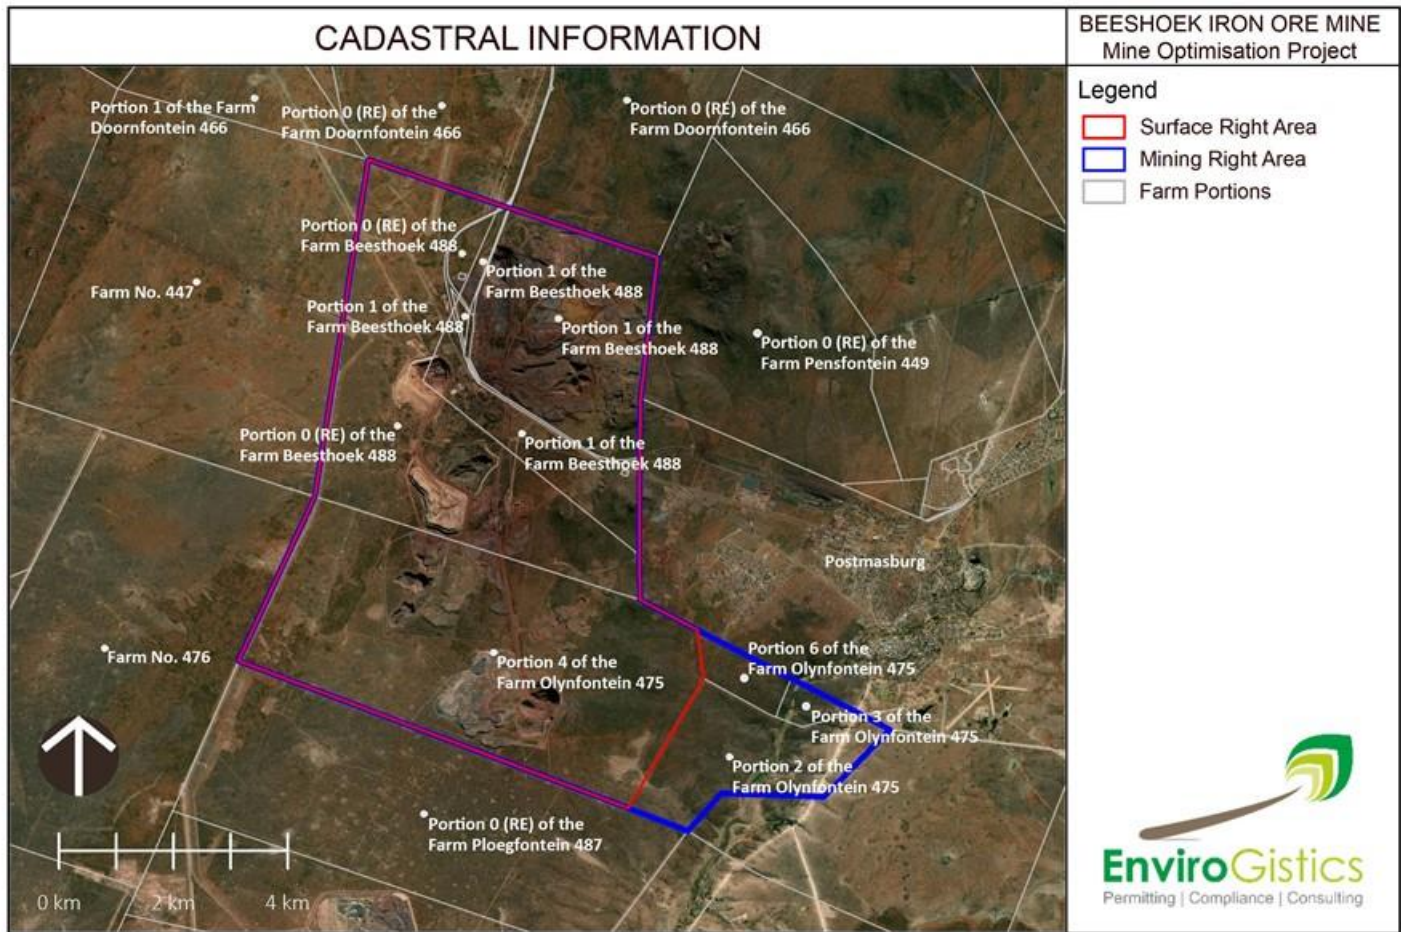 CADASTRAL INFORMATION
BEESHOEK IRON ORE MINE
Mine Optimisation Project
Legend
Surface Right Area
Mining Right Area
Farm Portions
Portion 1 of the Farm
Doornfontein 466
Portion 0 (RE) of the
Farm Doornfontein 466
Portion 0 (RE) of the
Farm Doornfontein 466
Portion 0 (RE) of the
Farm Beesthoek 488
Portion 1 of the
Farm Beesthoek 488
Farm No. 447
Portion 1 of the
Farm Beesthoek 488
Portion 1 of the
Farm Beesthoek 488
Portion 0 (RE) of the
Farm Pensfontein 449
Portion 0 (RE) of the
Farm Beesthoek 488
Portion 1 of the
Farm Beesthoek 488
Postmasburg
Farm No. 476
Portion 4 of the
Farm Olynfontein 475
Portion 6 of the
Farm Olynfontein 475
Portion 3 of the
Farm Olynfontein 475
Portion 2 of the
Farm Olynfontein 475
Portion 0 (RE) of the
Farm Ploegfontein 487
0 km 2 km 4 km
EnviroGistics
Permitting | Compliance | Consulting